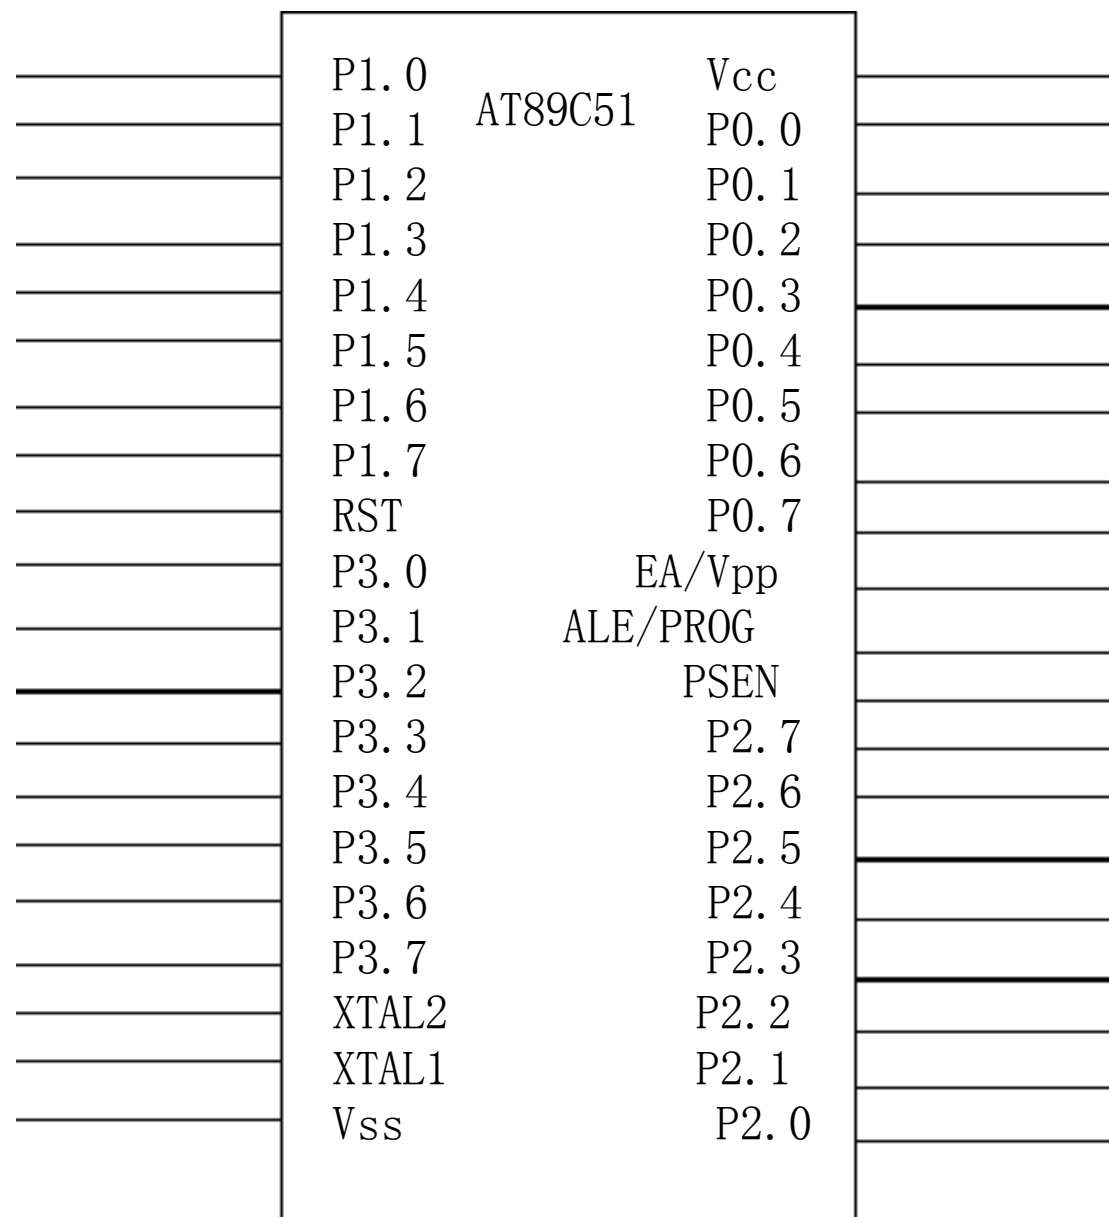 P1.0 Vcc
AT89C51
P1.1 P0.0
P1.2 P0.1
P1.3 P0.2
P1.4 P0.3
P1.5 P0.4
P1.6 P0.5
P1.7 P0.6
RST P0.7
P3.0 EA/Vpp
P3.1 ALE/PROG
P3.2 PSEN
P3.3 P2.7
P3.4 P2.6
P3.5 P2.5
P3.6 P2.4
P3.7 P2.3
XTAL2 P2.2
XTAL1 P2.1
Vss P2.0